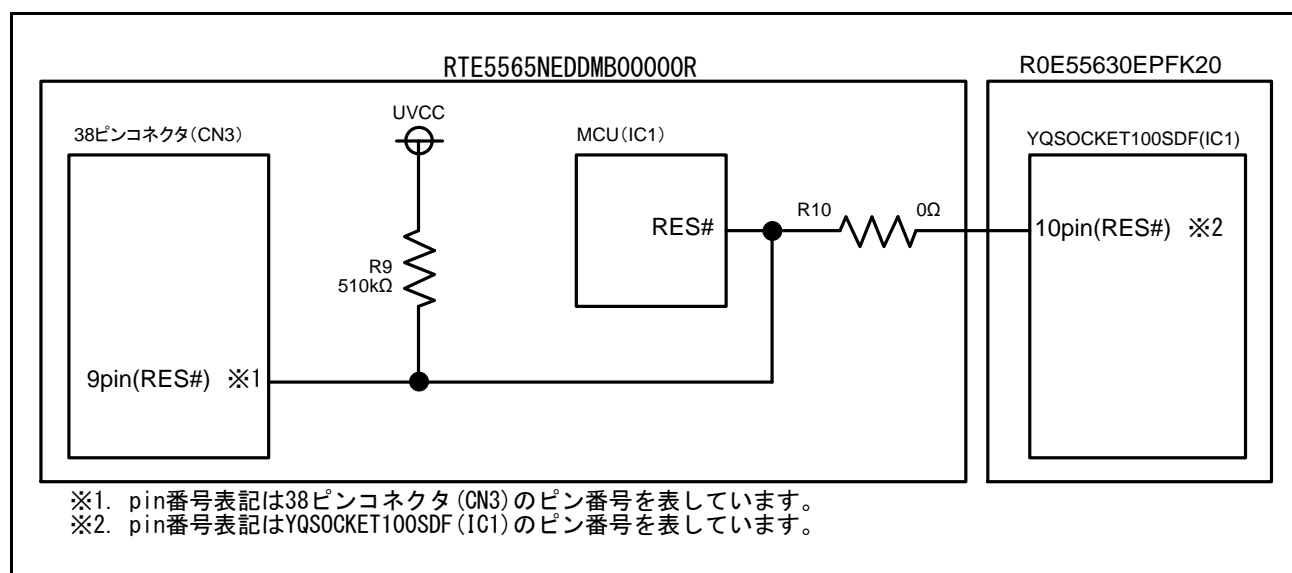 RTE5565NEDDMB00000R
R0E55630EPFK20
38ピンコネクタ(CN3)
UVCC
MCU(IC1)
YQSOCKET100SDF(IC1)
R10
0Ω
RES#
10pin(RES#) ※2
R9
510kΩ
9pin(RES#) ※1
※1. pin番号表記は38ピンコネクタ(CN3)のピン番号を表しています。
※2. pin番号表記はYQSOCKET100SDF(IC1)のピン番号を表しています。